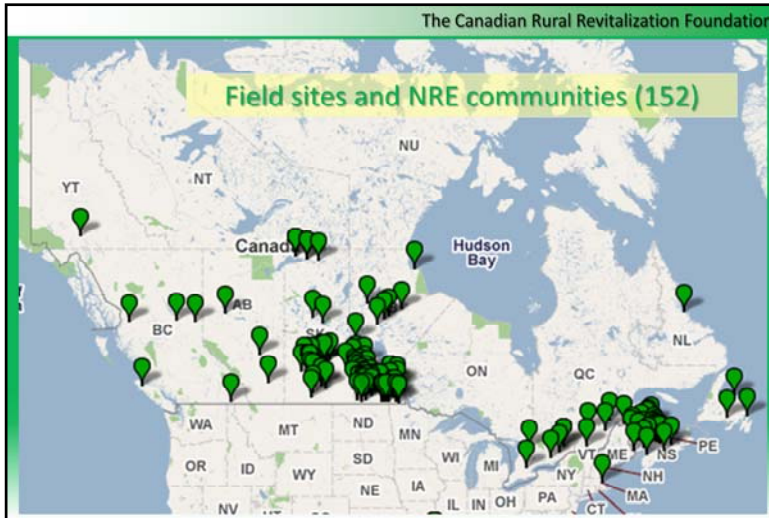 The Canadian Rural Revitalization Foundation
Field sites and NRE communities (152)
NU
NT
YT
Canada
Hudson
Bay
AB
BC
SK
NL
ON
QC
WA
MT
ND
MN
PE
OR
ID
SD
WI
MI
VT
ME
NS
WY
NY
NH
NE
IA
MA
NV
IL
IN
OH
PA
CT